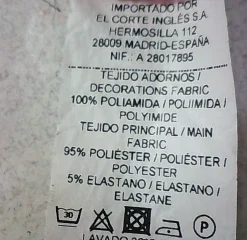 IMPORTADO POR
EL CORTE INGLÉS S.A.
HERMOSILLA 112
28009 MADRID-ESPAÑA
NIF.: A 28017895
TEJIDO ADORNOS /
DECORATIONS FABRIC
100% POLIAMIDA / POLIIMIDA /
POLYIMIDE
TEJIDO PRINCIPAL / MAIN
FABRIC
95% POLIÉSTER / POLIÉSTER /
POLYESTER
5% ELASTANO / ELASTANO /
ELASTANE
30 P
LAVADO